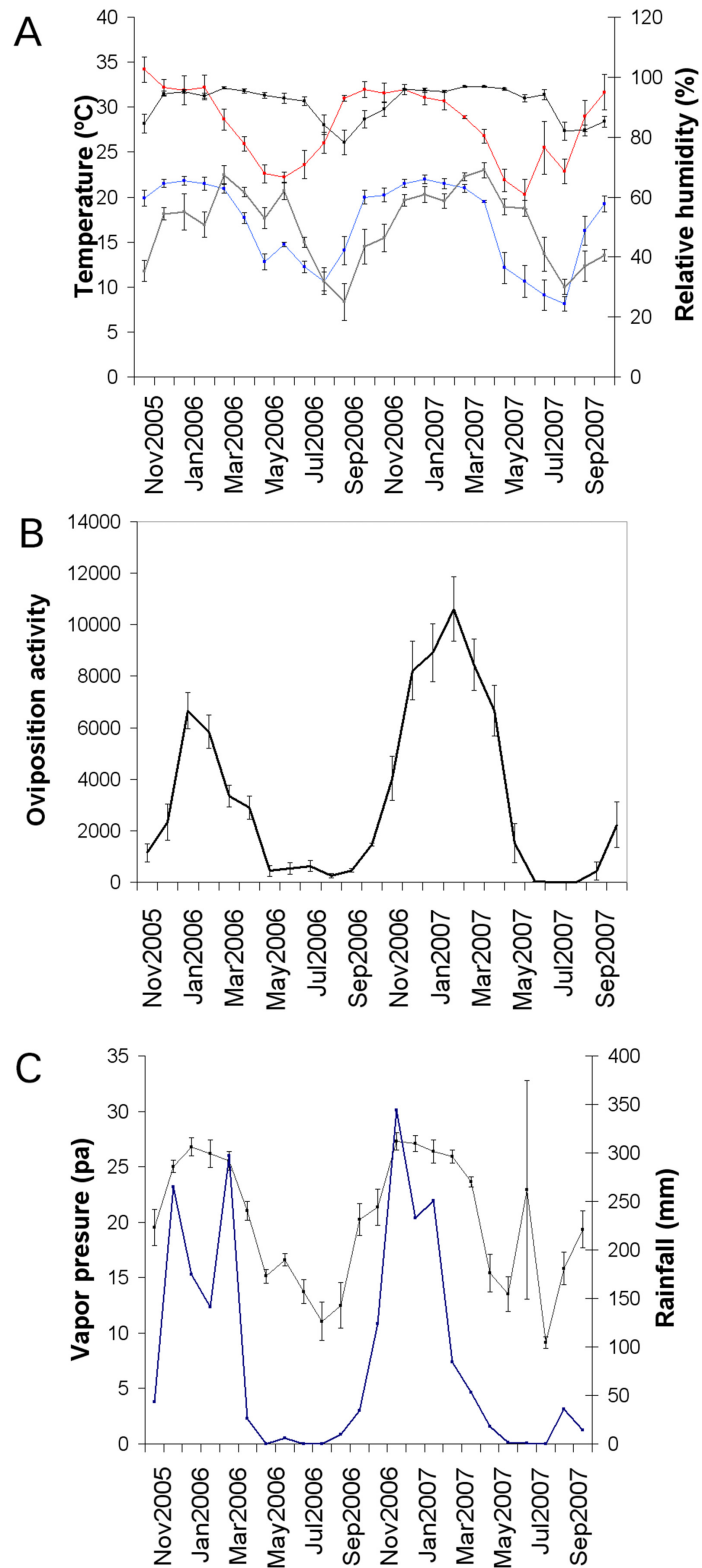 A
Temperature (ºC)
Relative humidity (%)
40
35
30
25
20
15
10
5
0
120
100
80
60
40
20
0
Nov2005
Jan2006
Mar2006
May2006
Jul2006
Sep2006
Nov2006
Jan2007
Mar2007
May2007
Jul2007
Sep2007
B
Oviposition activity
14000
12000
10000
8000
6000
4000
2000
0
Nov2005
Jan2006
Mar2006
May2006
Jul2006
Sep2006
Nov2006
Jan2007
Mar2007
May2007
Jul2007
Sep2007
C
Vapor presure (pa)
Rainfall (mm)
35
30
25
20
15
10
5
0
400
350
300
250
200
150
100
50
0
Nov2005
Jan2006
Mar2006
May2006
Jul2006
Sep2006
Nov2006
Jan2007
Mar2007
May2007
Jul2007
Sep2007